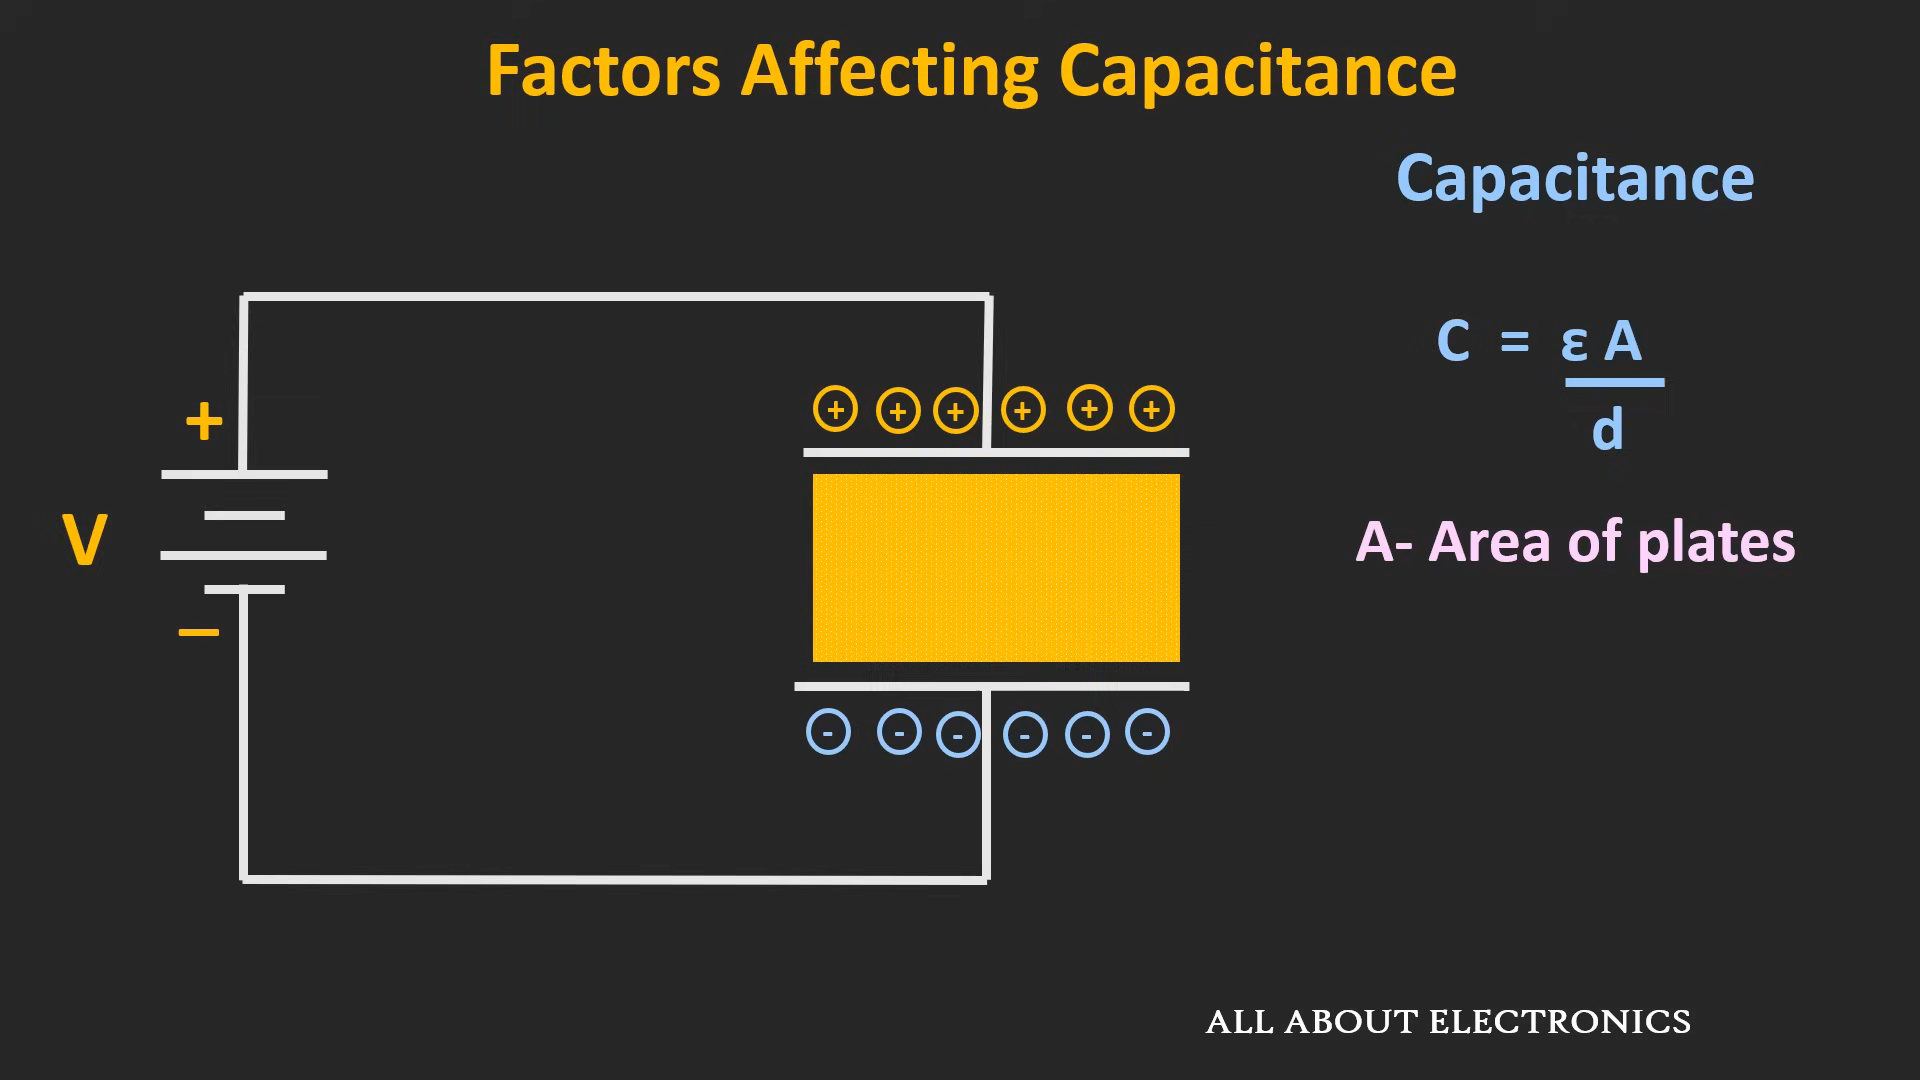 Factors Affecting Capacitance
Capacitance
C = ε A
d
A- Area of plates
+
V
–
+ + + + + +
- - - - - -
ALL ABOUT ELECTRONICS